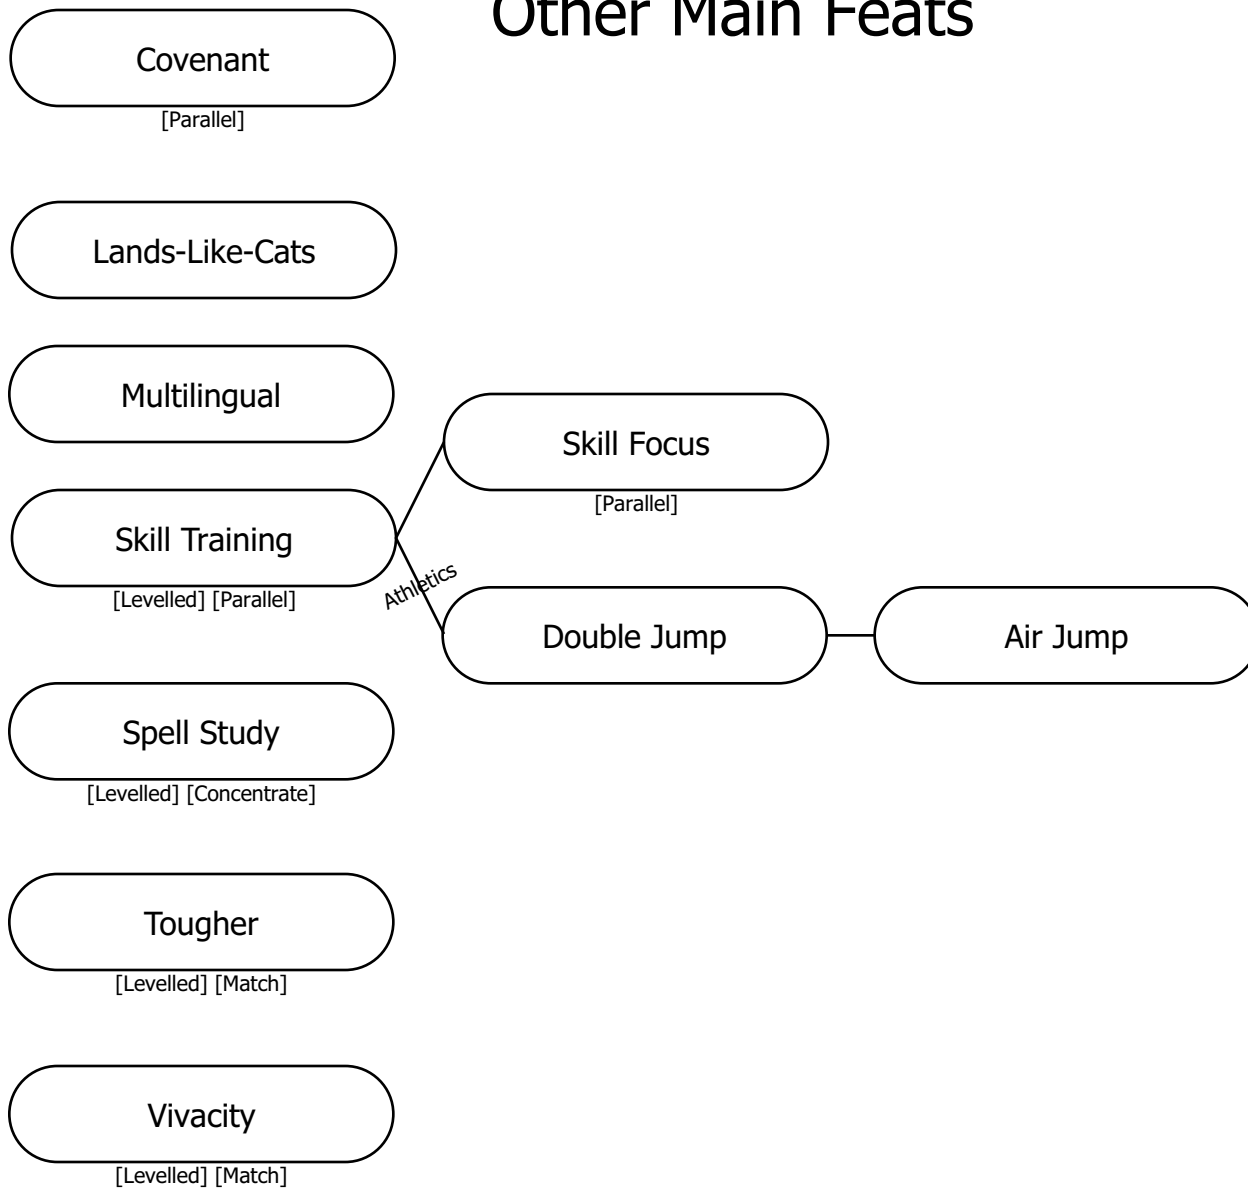 Other Main Feats
Covenant
[Parallel]
Lands-Like-Cats
Multilingual
Skill Focus
[Parallel]
Skill Training
[Levelled] [Parallel]
Athletics
Double Jump
Air Jump
Spell Study
[Levelled] [Concentrate]
Tougher
[Levelled] [Match]
Vivacity
[Levelled] [Match]